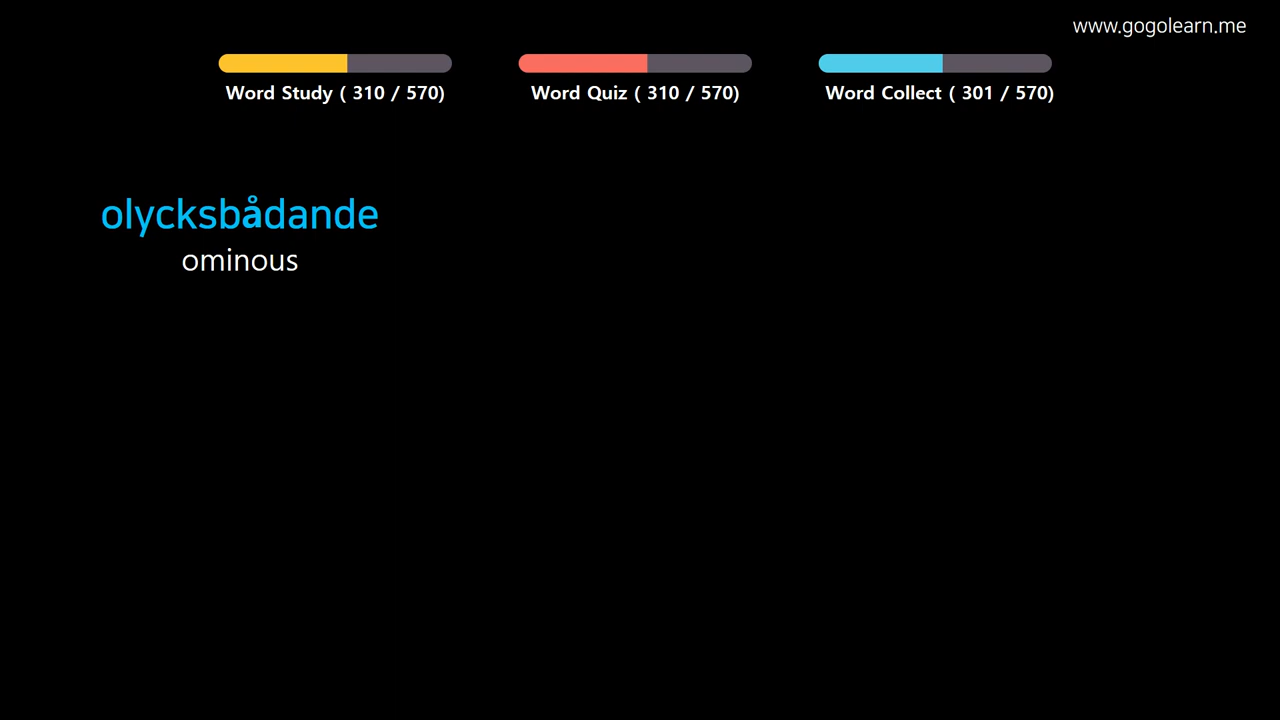 www.gogolearn.me
Word Study ( 310 / 570)
Word Quiz ( 310 / 570)
Word Collect ( 301 / 570)
olycksbådande
ominous